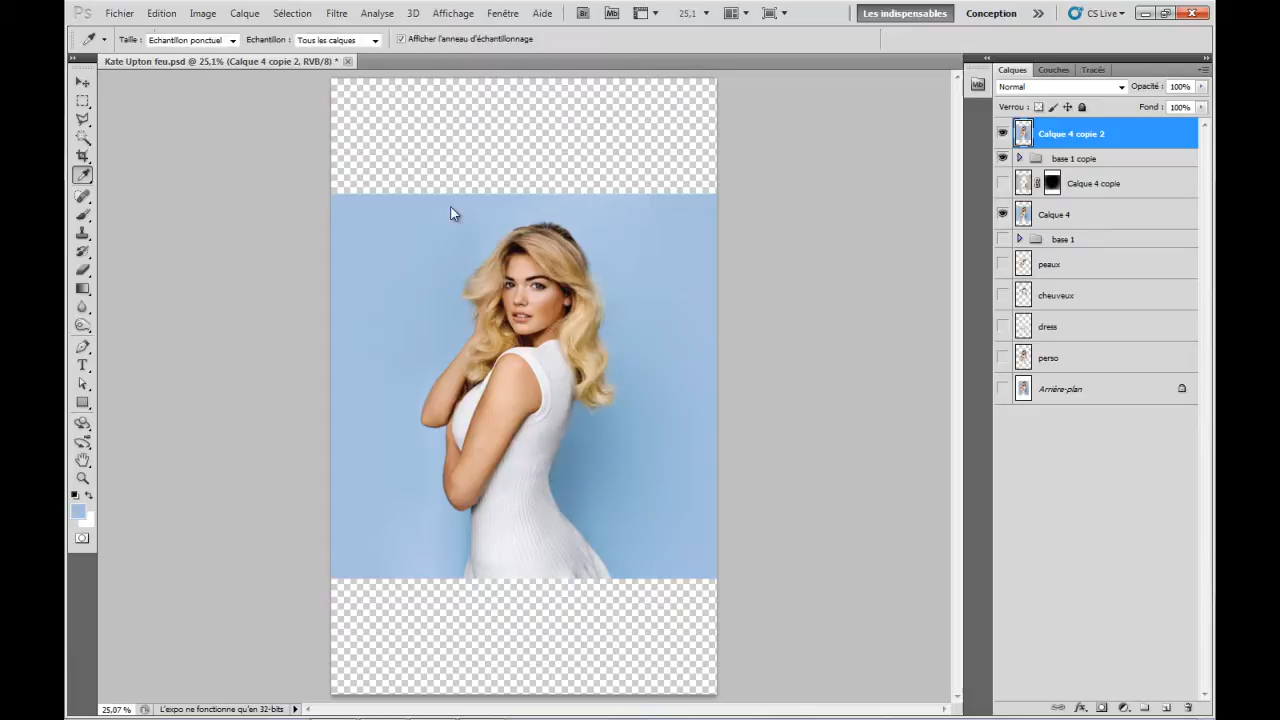 Ps Fichier Edition Image Calque Sélection Filtre Analyse 3D Affichage Fenêtre Aide Br Mb 25,1 Les indispensables Conception CS Live
Taille : Echantillon ponctuel Echantillon : Tous les calques Afficher l'anneau d'échantillonnage
Kate Upton feu.psd @ 25,1% (Calque 4 copie 2, RVB/8) *
Mb
Calques Couches Tracés
Normal Opacité : 100%
Verrou : Fond : 100%
Calque 4 copie 2
base 1 copie
Calque 4 copie
Calque 4
base 1
peaux
cheuveux
dress
perso
Arrière-plan
T
25,07 % L'expo ne fonctionne qu'en 32-bits
fx